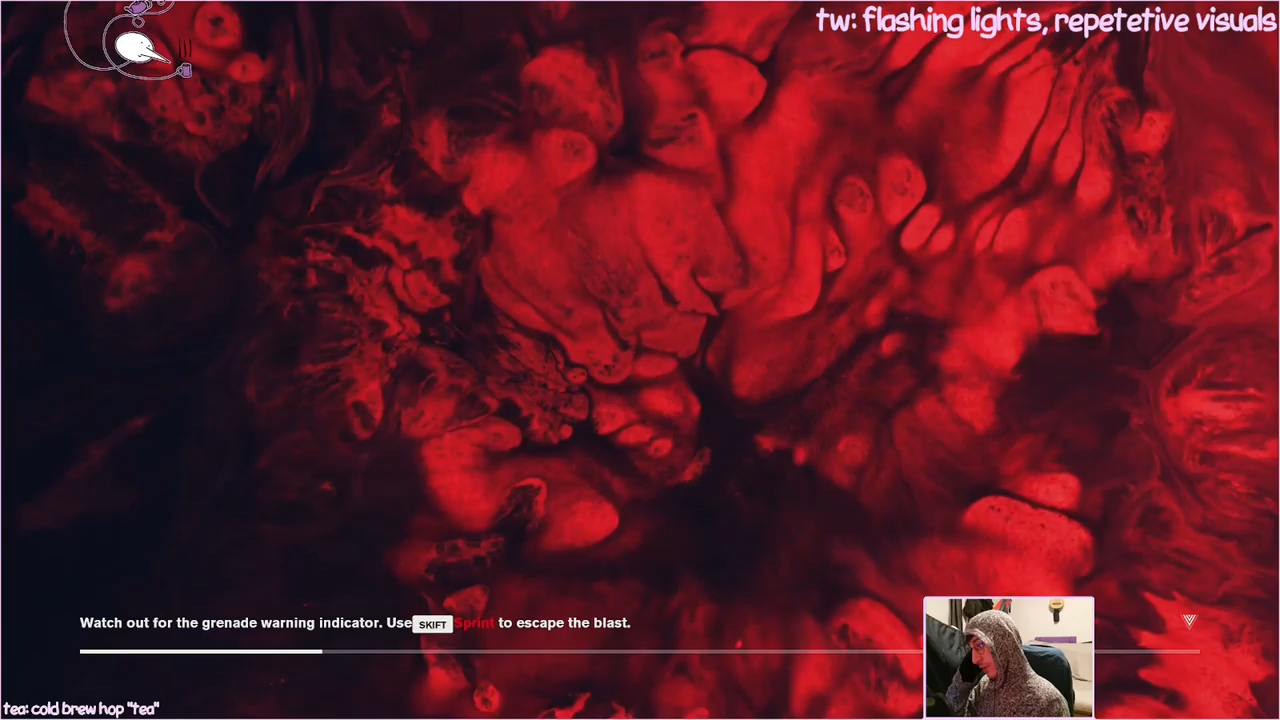 tw: flashing lights, repetetive visuals
Watch out for the grenade warning indicator. Use SKIFT Sprint to escape the blast.
tea: cold brew hop "tea"